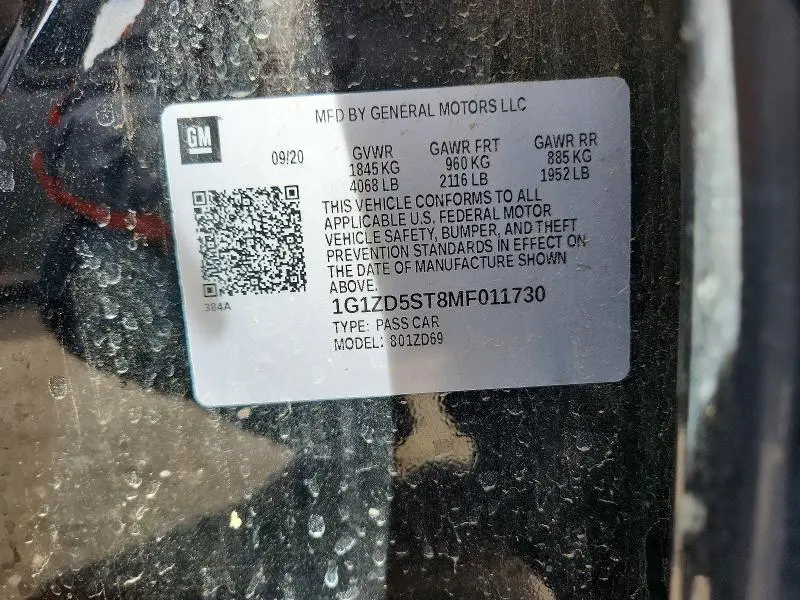 MFD BY GENERAL MOTORS LLC
GM
09/20 GVWR GAWR FRT GAWR RR
1845 KG 960 KG 885 KG
4068 LB 2116 LB 1952 LB
THIS VEHICLE CONFORMS TO ALL
APPLICABLE U.S. FEDERAL MOTOR
VEHICLE SAFETY, BUMPER, AND THEFT
PREVENTION STANDARDS IN EFFECT ON
THE DATE OF MANUFACTURE SHOWN
ABOVE.
384A
1G1ZD5ST8MF011730
TYPE: PASS CAR
MODEL: 801ZD69